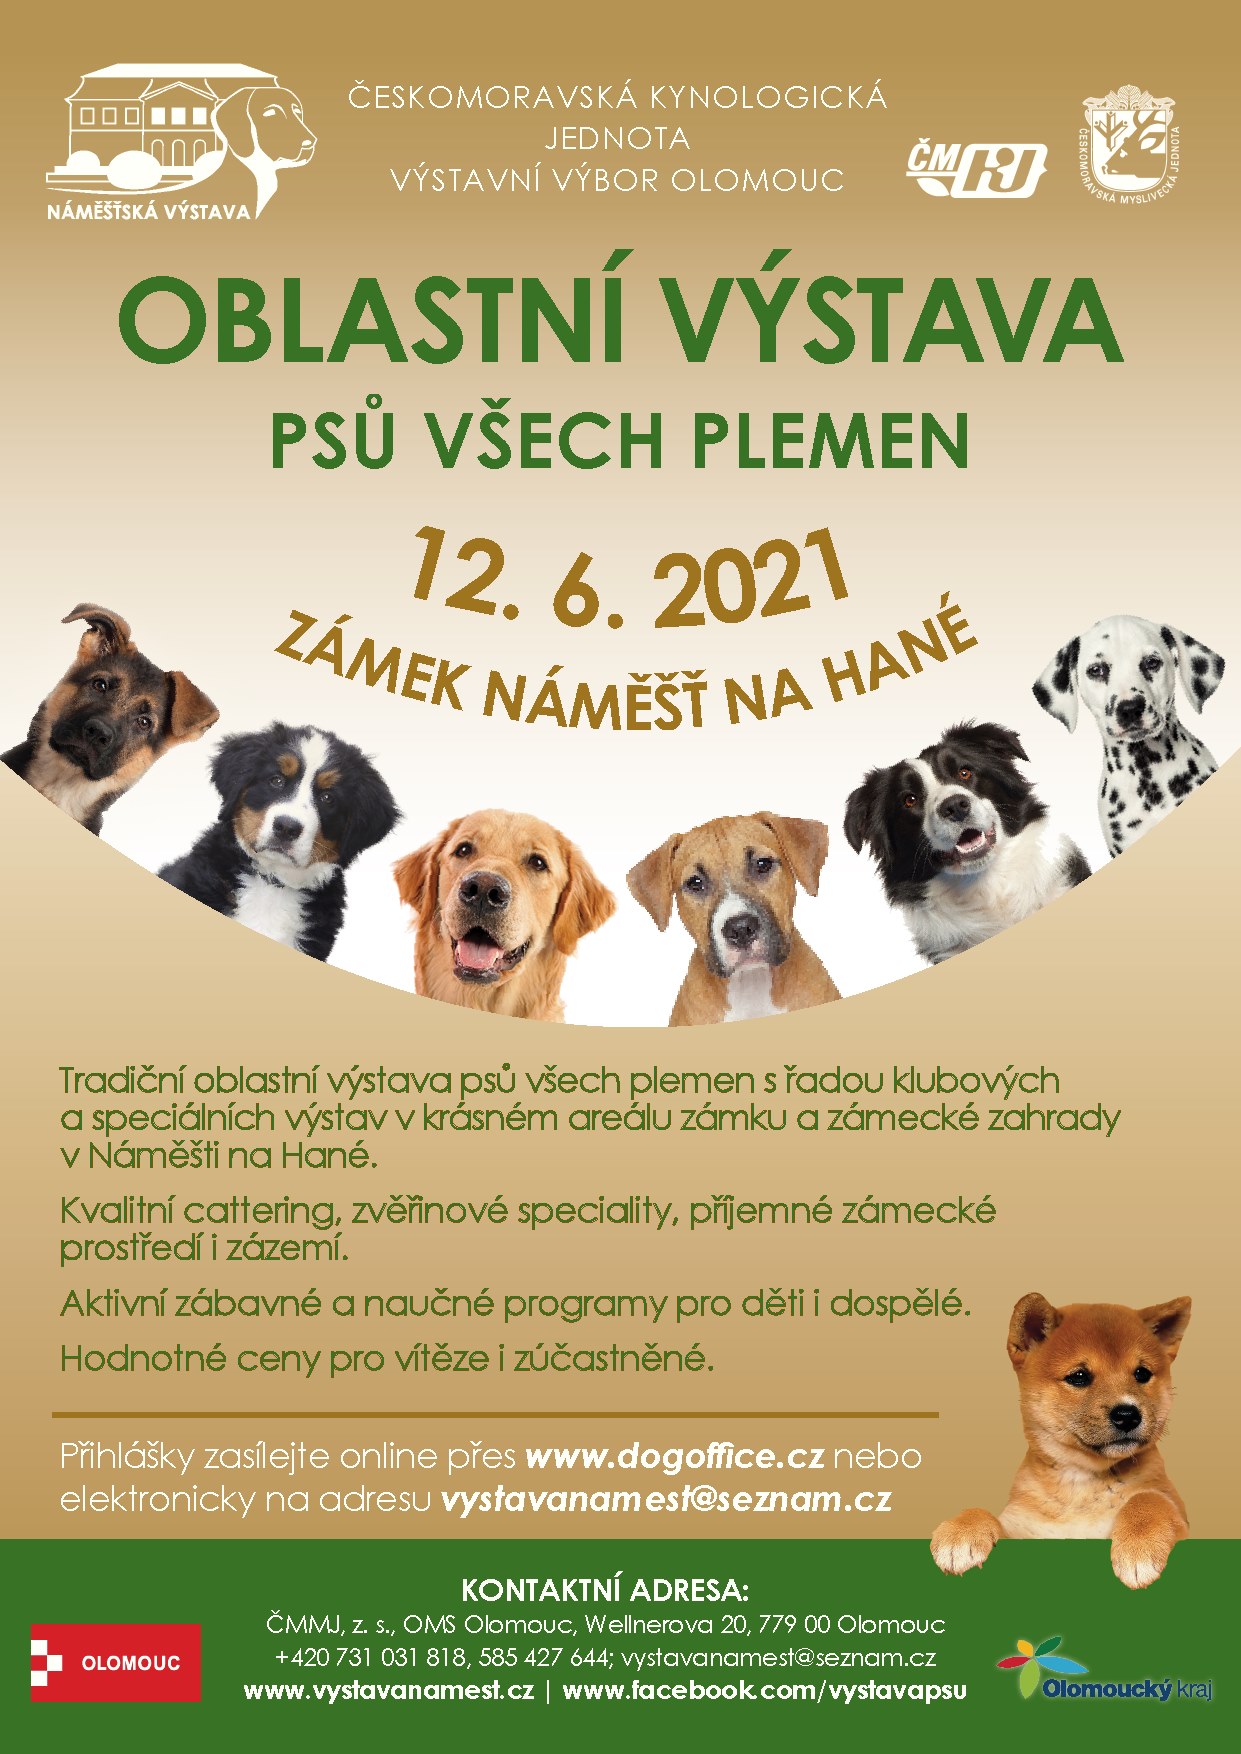 ČESKOMORAVSKÁ KYNOLOGICKÁ
JEDNOTA
VÝSTAVNÍ VÝBOR OLOMOUC
NÁMĚŠŤSKÁ VÝSTAVA
ČMKJ
ČESKOMORAVSKÁ MYSLIVECKÁ JEDNOTA
OBLASTNÍ VÝSTAVA
PSŮ VŠECH PLEMEN
12. 6. 2021
ZÁMEK NÁMĚŠŤ NA HANÉ
Tradiční oblastní výstava psů všech plemen s řadou klubových
a speciálních výstav v krásném areálu zámku a zámecké zahrady
v Náměšti na Hané.
Kvalitní cattering, zvěřinové speciality, příjemné zámecké
prostředí i zázemí.
Aktivní zábavné a naučné programy pro děti i dospělé.
Hodnotné ceny pro vítěze i zúčastněné.
Přihlášky zasílejte online přes www.dogoffice.cz nebo
elektronicky na adresu vystavanamest@seznam.cz
KONTAKTNÍ ADRESA:
ČMMJ, z. s., OMS Olomouc, Wellnerova 20, 779 00 Olomouc
+420 731 031 818, 585 427 644; vystavanamest@seznam.cz
www.vystavanamest.cz | www.facebook.com/vystavapsu
OLOMOUC
Olomoucký kraj